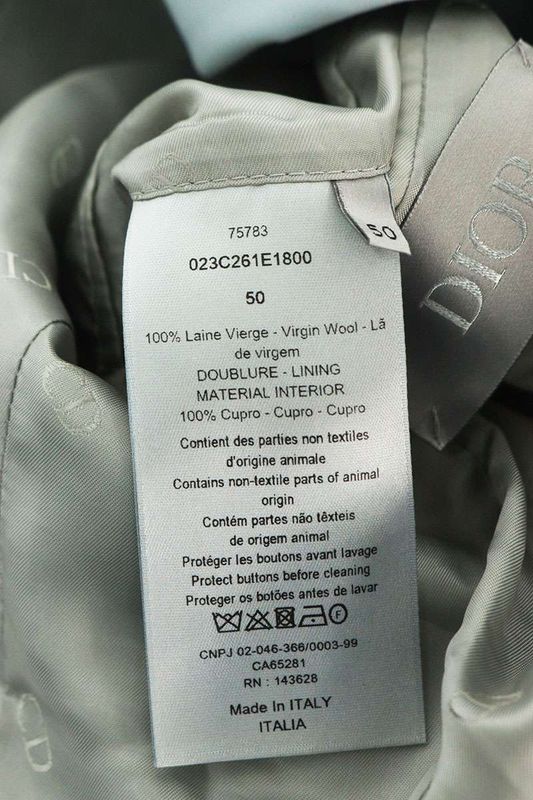 75783
023C261E1800
50
100% Laine Vierge - Virgin Wool - Lã
de virgem
DOUBLURE - LINING
MATERIAL INTERIOR
100% Cupro - Cupro - Cupro
Contient des parties non textiles
d'origine animale
Contains non-textile parts of animal
origin
Contém partes não têxteis
de origem animal
Protéger les boutons avant lavage
Protect buttons before cleaning
Proteger os botões antes de lavar
F
CNPJ 02-046-366/0003-99
CA65281
RN : 143628
Made In ITALY
ITALIA
50
DIOR
CD
CD
CD